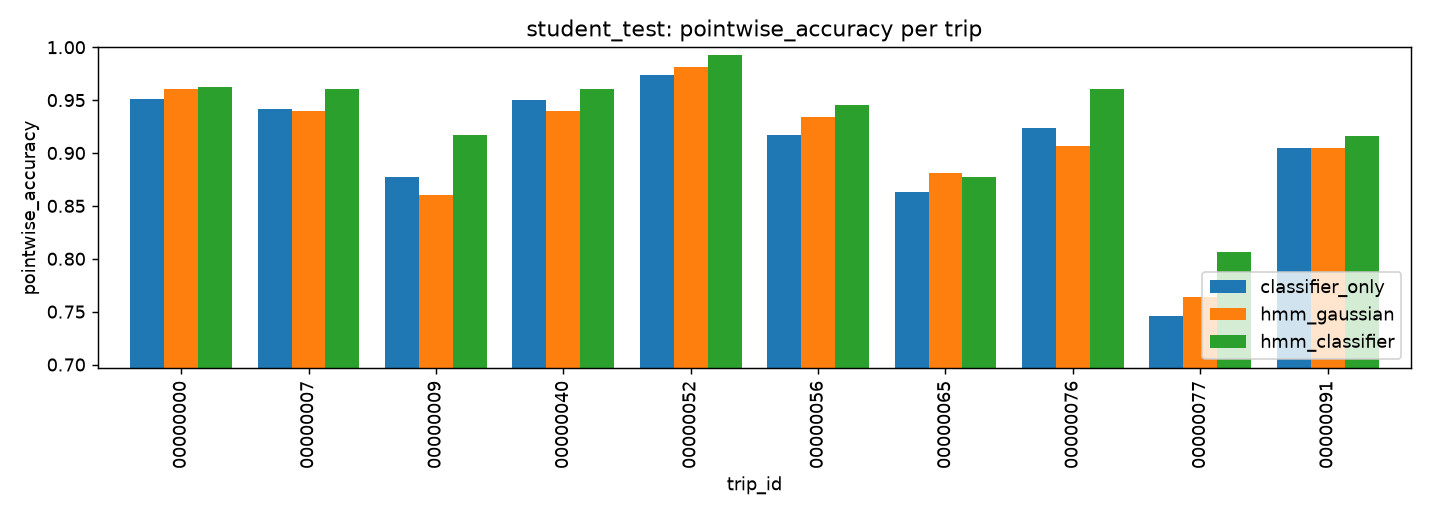 student_test: pointwise_accuracy per trip
pointwise_accuracy
1.00
0.95
0.90
0.85
0.80
0.75
0.70
classifier_only
hmm_gaussian
hmm_classifier
00000000
00000007
00000009
00000040
00000052
00000056
00000065
00000076
00000077
00000091
trip_id